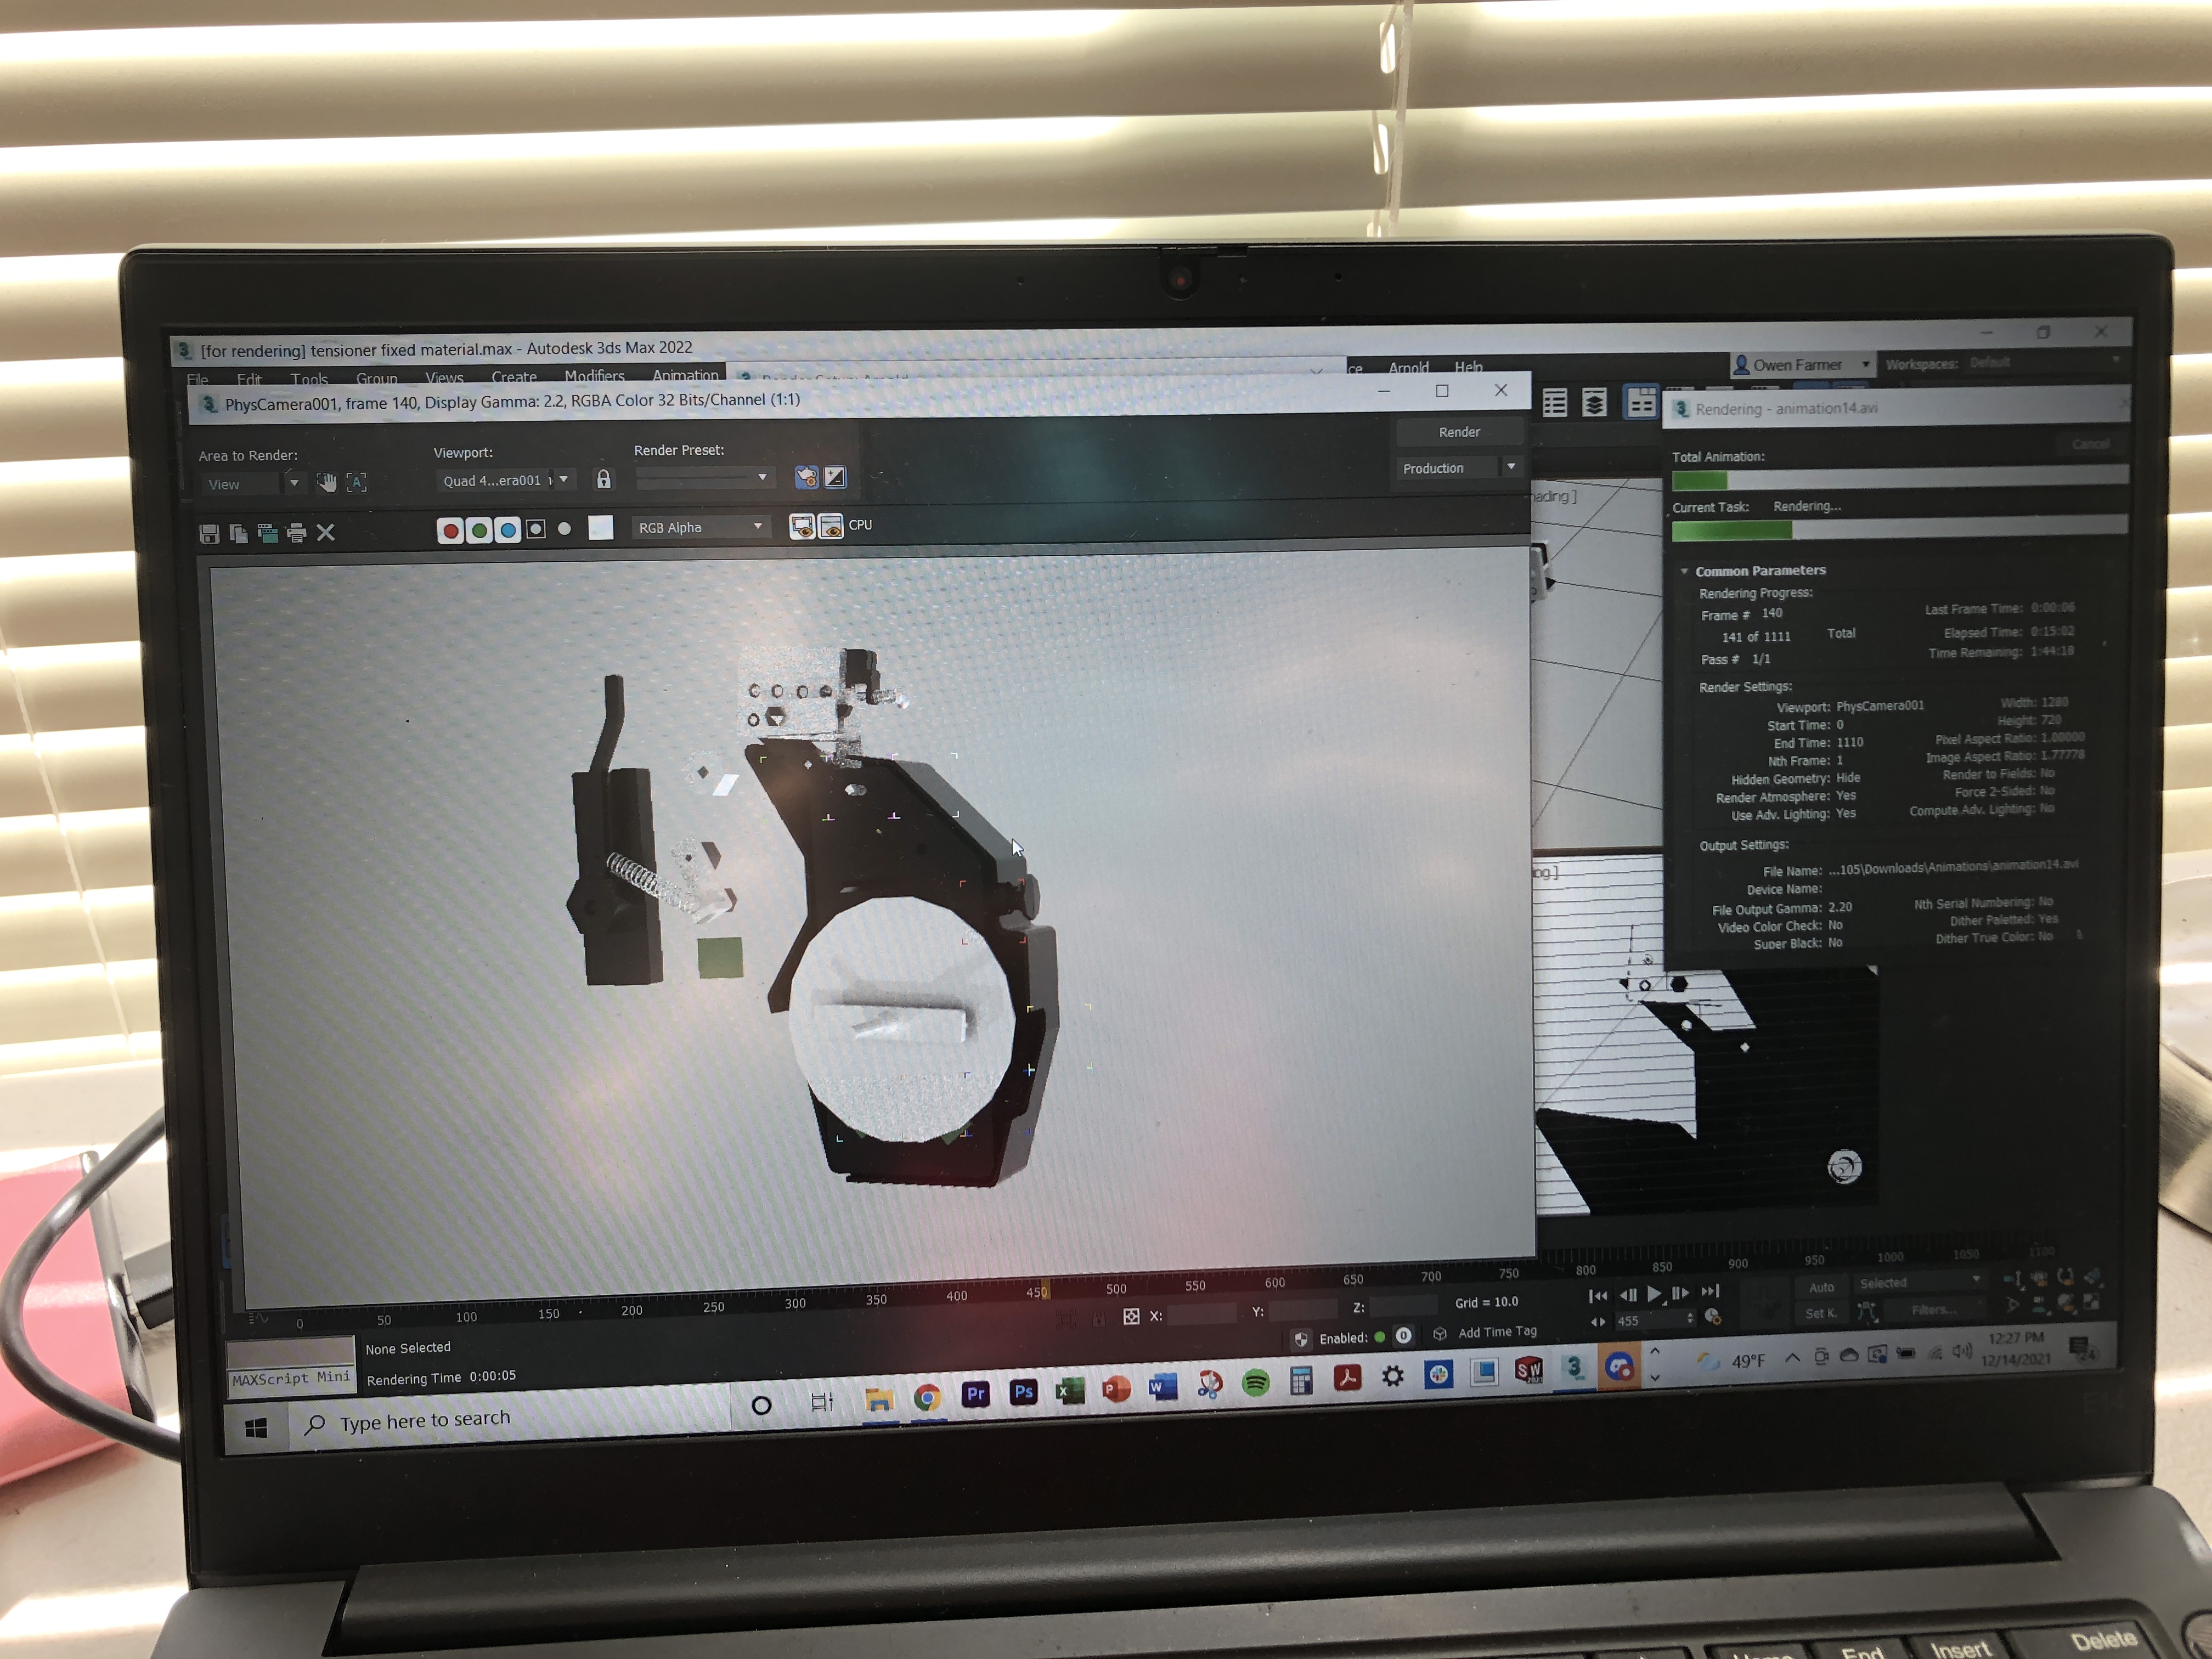 [for rendering] tensioner fixed material.max - Autodesk 3ds Max 2022
File Edit Tools Group Views Create Modifiers Animation
ce Arnold Help
Owen Farmer Workspaces: Default
PhysCamera001, frame 140, Display Gamma: 2.2, RGBA Color 32 Bits/Channel (1:1)
Area to Render:
View
Viewport:
Quad 4...era001
Render Preset:
Render
Production
RGB Alpha
CPU
Rendering - animation14.avi
Cancel
Total Animation:
Current Task: Rendering...
Common Parameters
Rendering Progress:
Frame # 140
141 of 1111 Total
Pass # 1/1
Last Frame Time: 0:00:06
Elapsed Time: 0:15:02
Time Remaining: 1:44:18
Render Settings:
Viewport: PhysCamera001
Start Time: 0
End Time: 1110
Nth Frame: 1
Hidden Geometry: Hide
Render Atmosphere: Yes
Use Adv. Lighting: Yes
Width: 1280
Height: 720
Pixel Aspect Ratio: 1.00000
Image Aspect Ratio: 1.77778
Render to Fields: No
Force 2-Sided: No
Compute Adv. Lighting: No
Output Settings:
File Name: ...105\Downloads\Animations\animation14.avi
Device Name:
File Output Gamma: 2.20
Video Color Check: No
Super Black: No
Nth Serial Numbering: No
Dither Paletted: Yes
Dither True Color: No
0 50 100 150 200 250 300 350 400 450 500 550 600 650 700 750 800 850 900 950 1000 1050 1100
X: Y: Z: Grid = 10.0
Enabled: 0 Add Time Tag
455
Auto Selected
Set K. Filters...
None Selected
MAXScript Mini
Rendering Time 0:00:05
Type here to search
Pr Ps X P W SW 3
49°F
12:27 PM
12/14/2021
24
E14
End Insert Delete